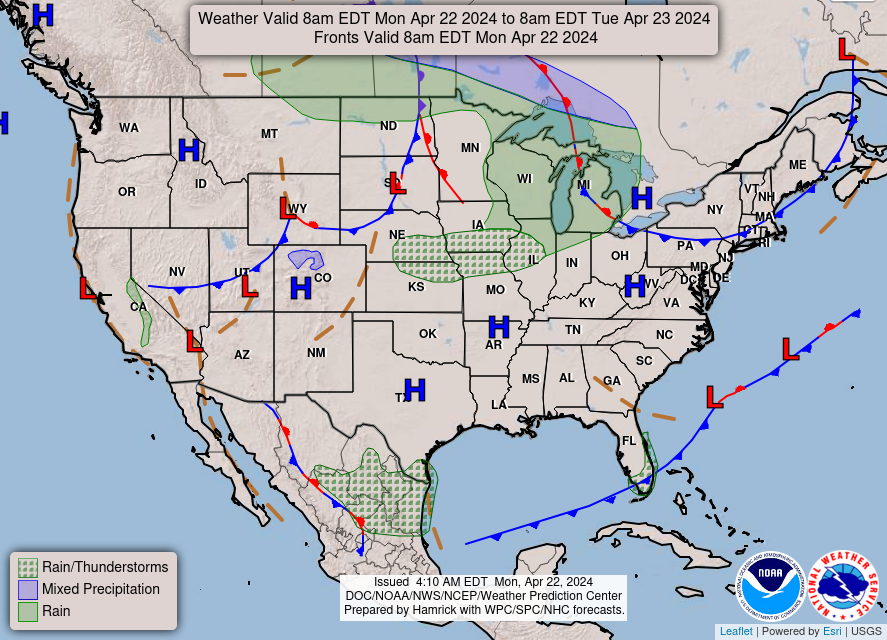 Weather Valid 8am EDT Mon Apr 22 2024 to 8am EDT Tue Apr 23 2024
Fronts Valid 8am EDT Mon Apr 22 2024
H
L
H
WA
MT
ND
MN
H
ID
OR
WI
MI
ME
VT
NH
SD
L
H
L
WY
NY
MA
CT
RI
IA
NE
PA
NJ
OH
IL
IN
MD
DE
DC
NV
UT
CO
L
H
L
KS
MO
H
WV
VA
KY
CA
L
AZ
NM
OK
H
AR
TN
NC
SC
L
L
TX
H
LA
MS
AL
GA
FL
Rain/Thunderstorms
Mixed Precipitation
Rain
Issued 4:10 AM EDT Mon, Apr 22, 2024
DOC/NOAA/NWS/NCEP/Weather Prediction Center
Prepared by Hamrick with WPC/SPC/NHC forecasts.
NOAA
NATIONAL WEATHER SERVICE
Leaflet | Powered by Esri | USGS